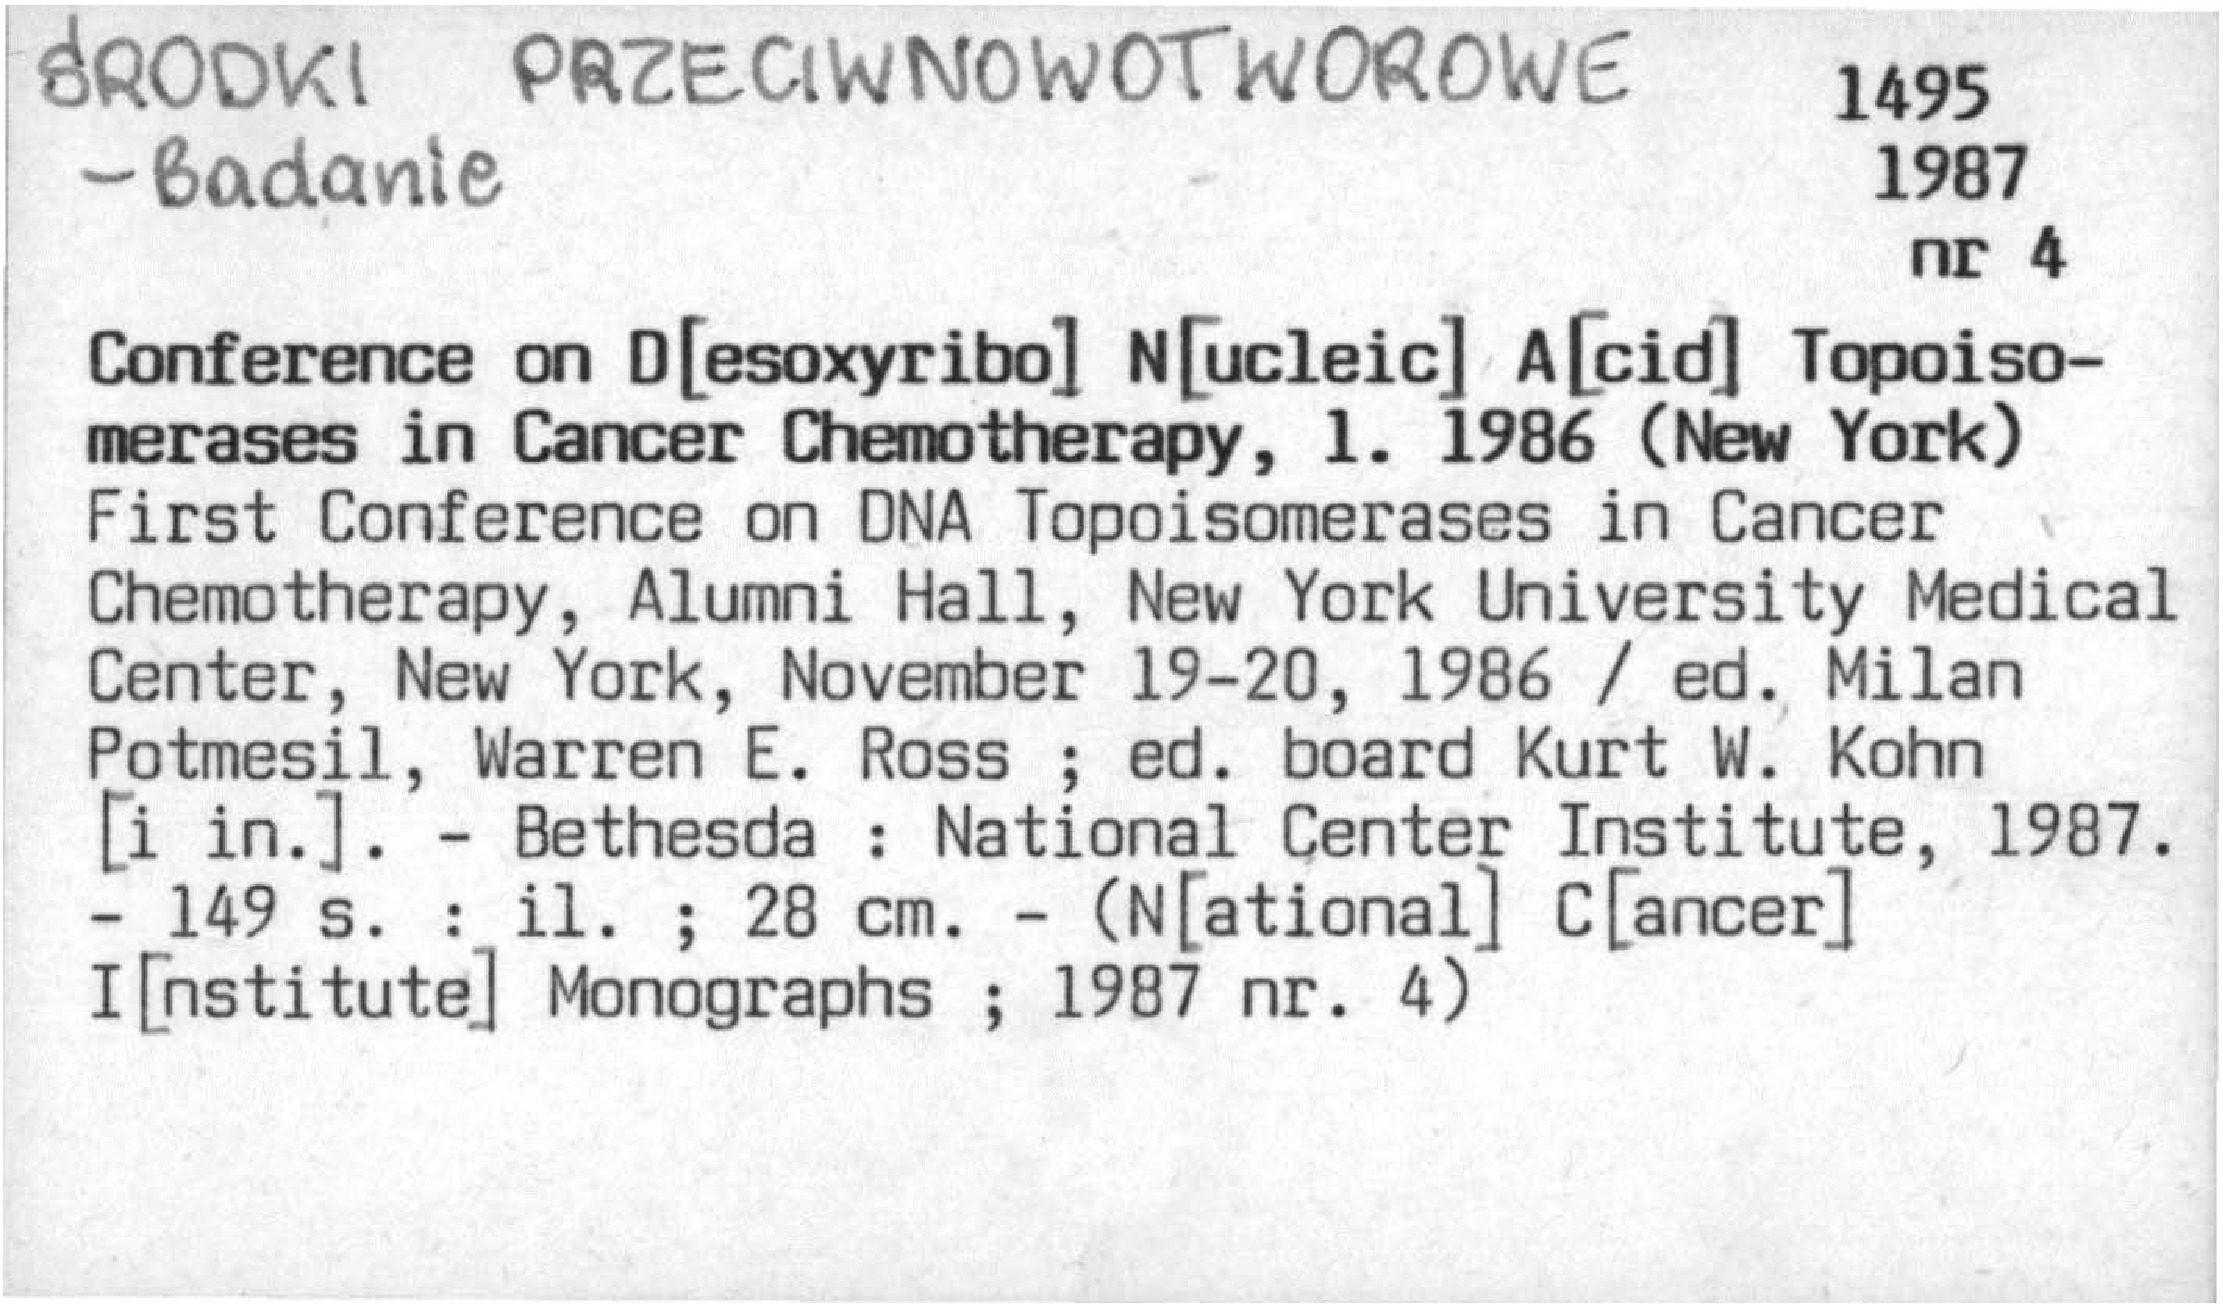 ŚRODKI PRZECIWNOWOTWOROWE
- Badanie
1495
1987
nr 4
Conference on D[esoxyribo] N[ucleic] A[cid] Topoiso-
merases in Cancer Chemotherapy, 1. 1986 (New York)
First Conference on DNA Topoisomerases in Cancer
Chemotherapy, Alumni Hall, New York University Medical
Center, New York, November 19-20, 1986 / ed. Milan
Potmesil, Warren E. Ross ; ed. board Kurt W. Kohn
[i in.]. - Bethesda : National Center Institute, 1987.
- 149 s. : il. ; 28 cm. - (N[ational] C[ancer]
I[nstitute] Monographs ; 1987 nr. 4)